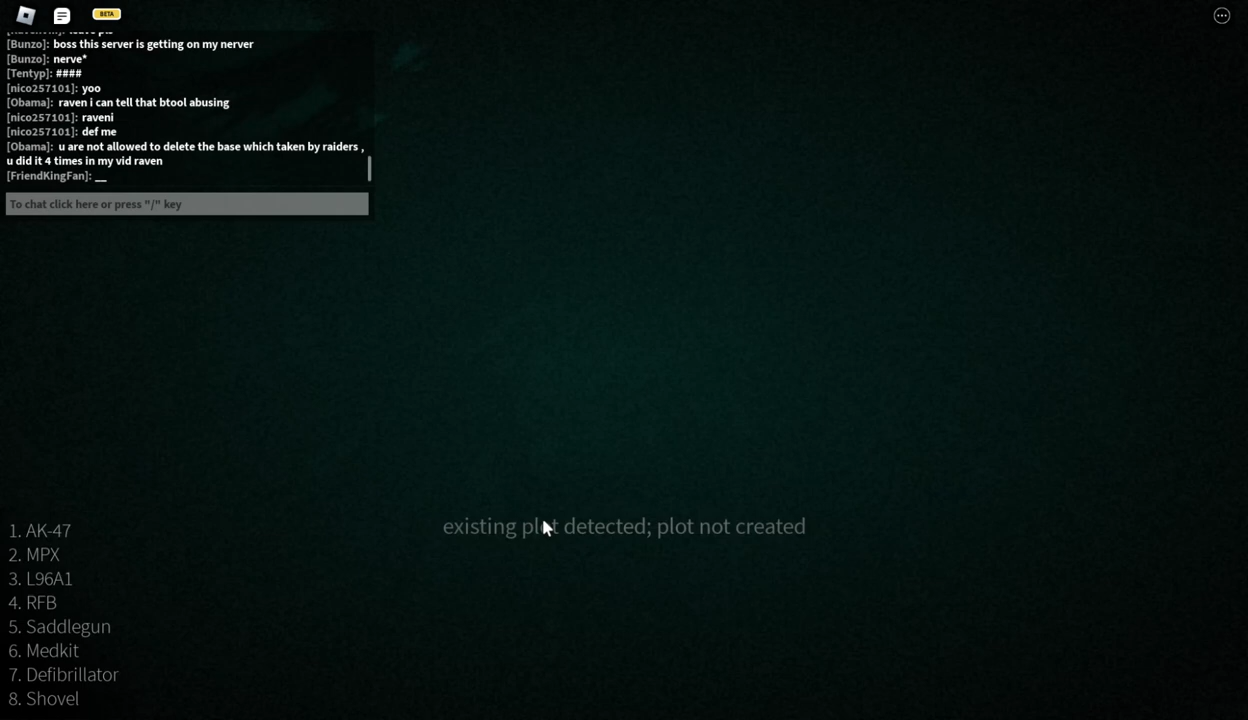 BETA
leave pls
[Bunzo]: boss this server is getting on my nerver
[Bunzo]: nerve*
[Tentyp]: ####
[nico257101]: yoo
[Obama]: raven i can tell that btool abusing
[nico257101]: raveni
[nico257101]: def me
[Obama]: u are not allowed to delete the base which taken by raiders ,
u did it 4 times in my vid raven
[FriendKingFan]: __
To chat click here or press "/" key
existing plot detected; plot not created
1. AK-47
2. MPX
3. L96A1
4. RFB
5. Saddlegun
6. Medkit
7. Defibrillator
8. Shovel